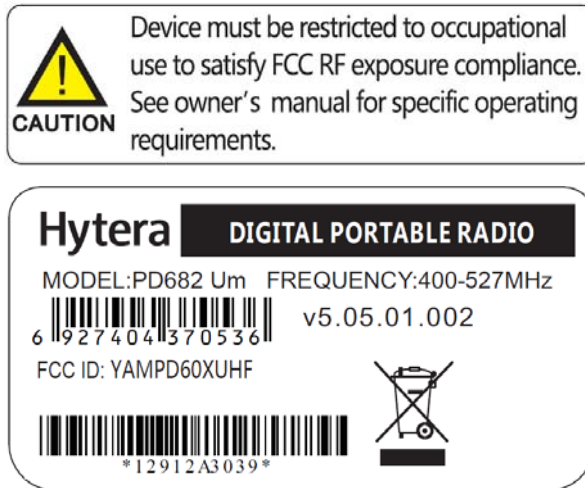 Device must be restricted to occupational
use to satisfy FCC RF exposure compliance.
See owner's manual for specific operating
requirements.
CAUTION
Hytera DIGITAL PORTABLE RADIO
MODEL:PD682 Um FREQUENCY:400-527MHz
v5.05.01.002
6 927404 370536
FCC ID: YAMPD60XUHF
*12912A3039*